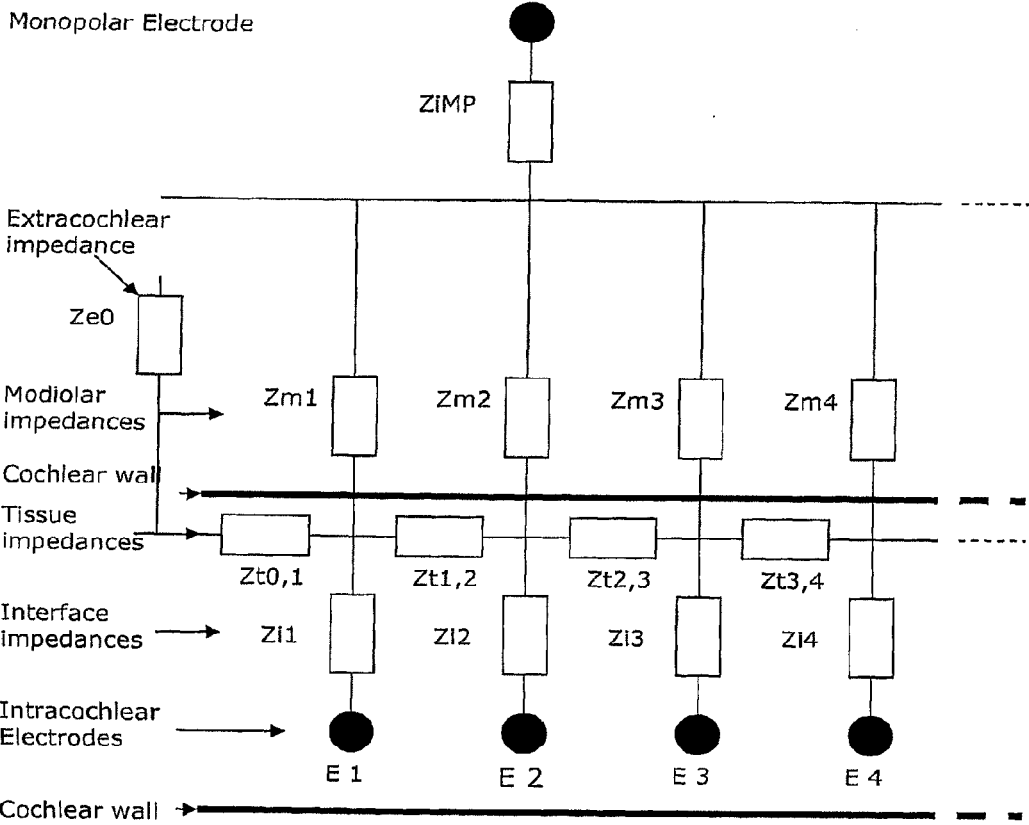 Monopolar Electrode
ZiMP
Extracochlear
impedance
Ze0
Modiolar
impedances
Zm1
Zm2
Zm3
Zm4
Cochlear wall
Tissue
impedances
Zt0,1
Zt1,2
Zt2,3
Zt3,4
Interface
impedances
Zi1
Zi2
Zi3
Zi4
Intracochlear
Electrodes
E 1
E 2
E 3
E 4
Cochlear wall